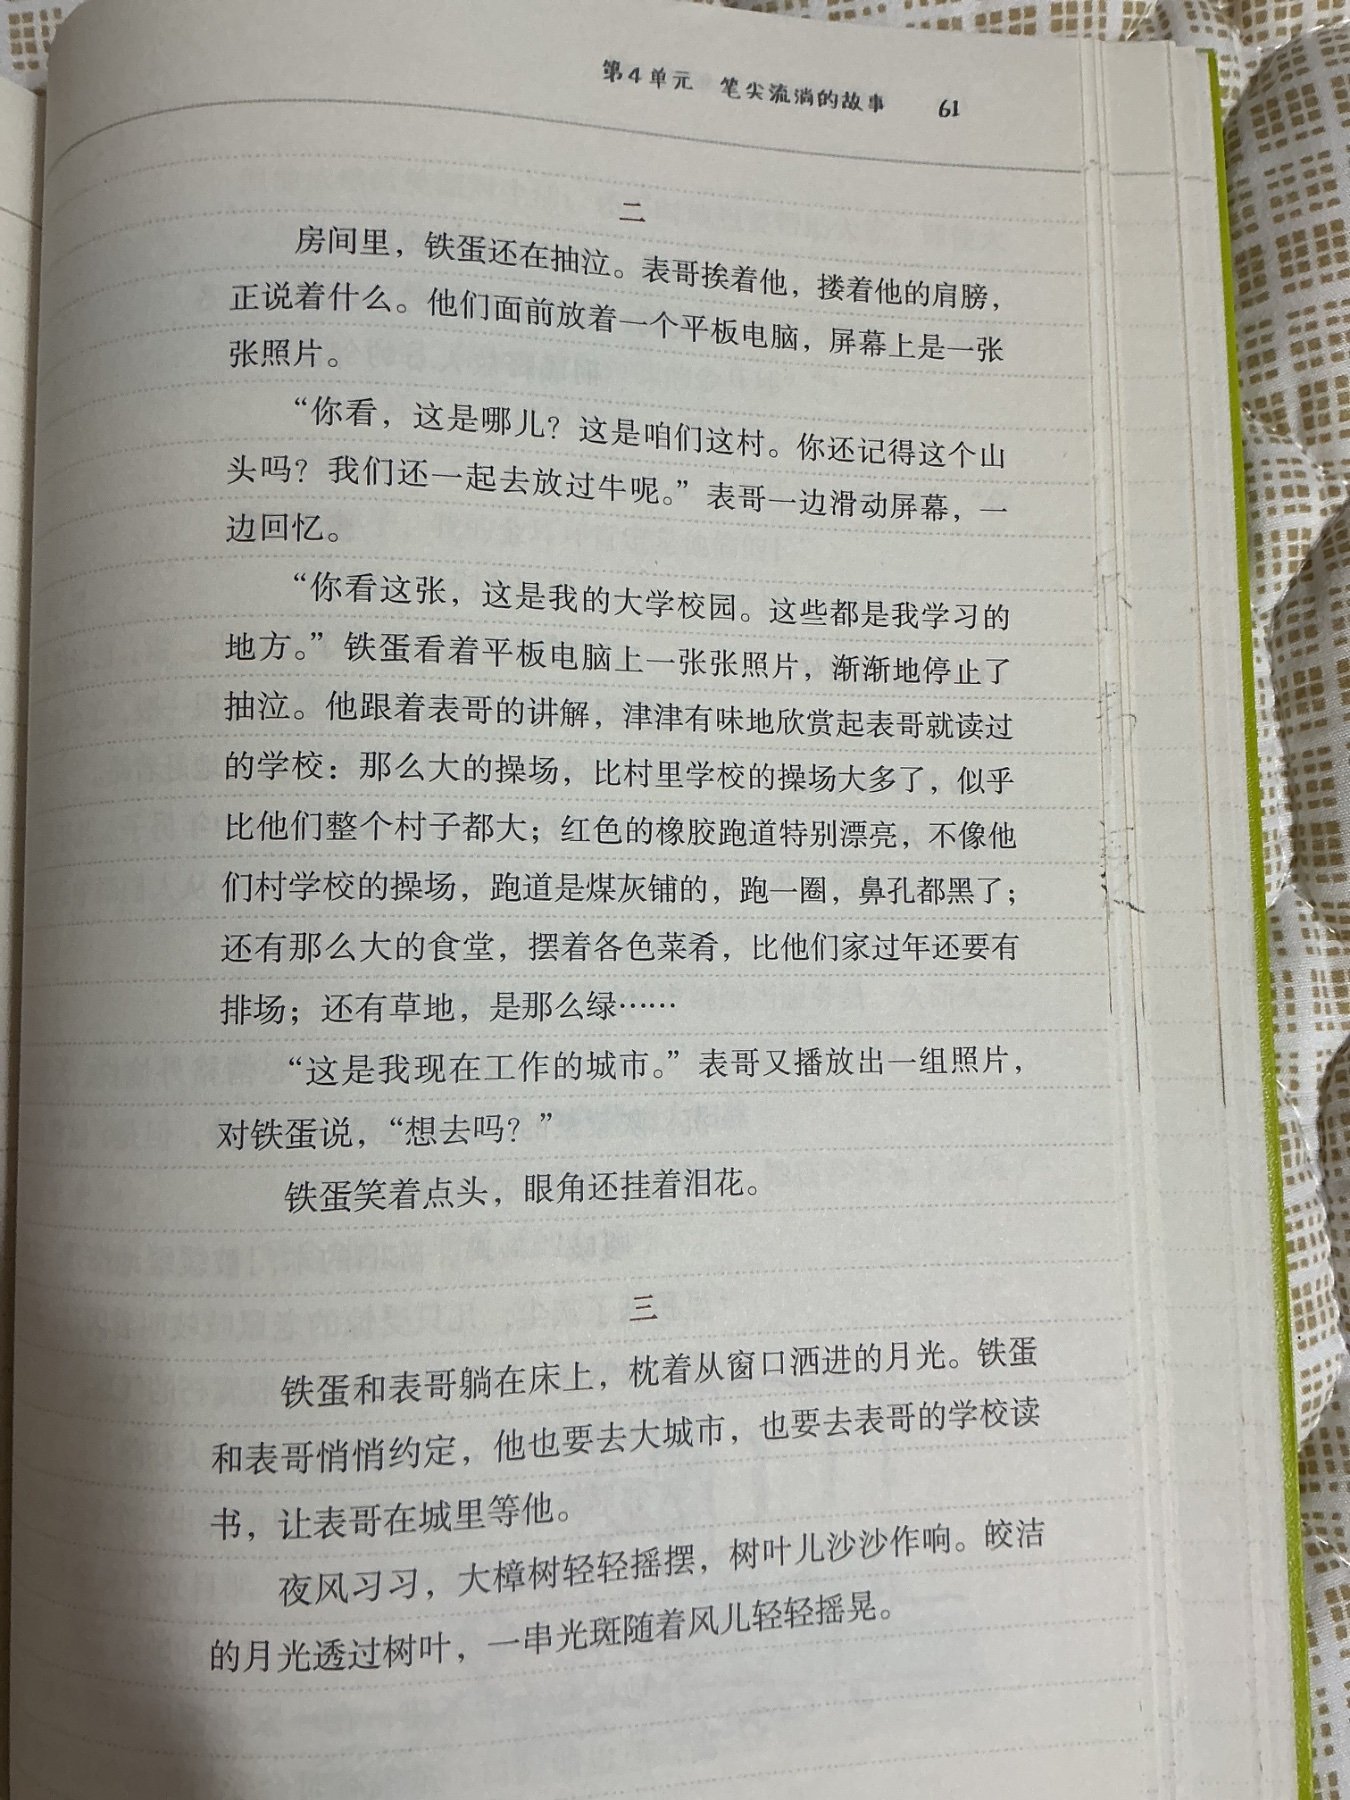 第4单元 笔尖流淌的故事 61
二
房间里，铁蛋还在抽泣。表哥挨着他，搂着他的肩膀，
正说着什么。他们面前放着一个平板电脑，屏幕上是一张
张照片。
“你看，这是哪儿？这是咱们这村。你还记得这个山
头吗？我们还一起去放过牛呢。”表哥一边滑动屏幕，一
边回忆。
“你看这张，这是我的大学校园。这些都是我学习的
地方。”铁蛋看着平板电脑上一张张照片，渐渐地停止了
抽泣。他跟着表哥的讲解，津津有味地欣赏起表哥就读过
的学校：那么大的操场，比村里学校的操场大多了，似乎
比他们整个村子都大；红色的橡胶跑道特别漂亮，不像他
们村学校的操场，跑道是煤灰铺的，跑一圈，鼻孔都黑了；
还有那么大的食堂，摆着各色菜肴，比他们家过年还要有
排场；还有草地，是那么绿……
“这是我现在工作的城市。”表哥又播放出一组照片，
对铁蛋说，“想去吗？”
铁蛋笑着点头，眼角还挂着泪花。
三
铁蛋和表哥躺在床上，枕着从窗口洒进的月光。铁蛋
和表哥悄悄约定，他也要去大城市，也要去表哥的学校读
书，让表哥在城里等他。
夜风习习，大樟树轻轻摇摆，树叶儿沙沙作响。皎洁
的月光透过树叶，一串光斑随着风儿轻轻摇晃。